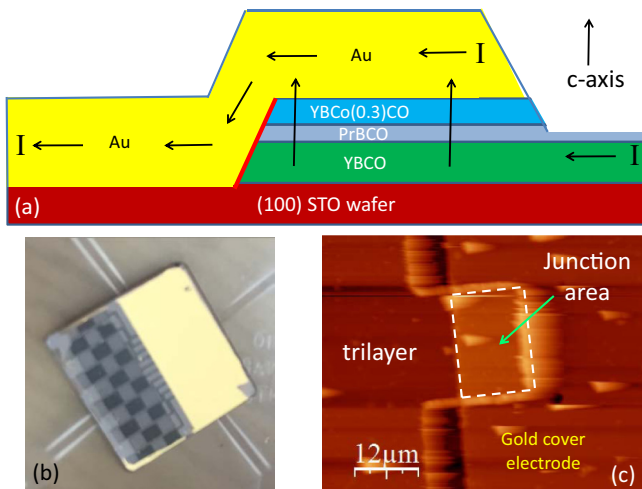 Au
I
c-axis
YBCo(0.3)CO
PrBCO
I
Au
YBCO
I
(a)
(100) STO wafer
Junction
area
trilayer
Gold cover
electrode
12µm
(b)
(c)